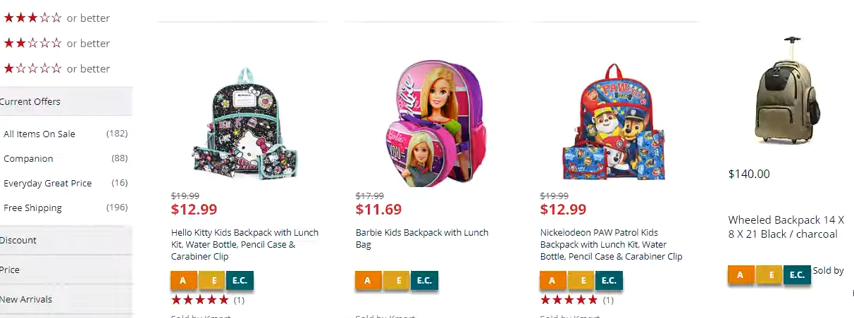 or better
or better
or better
Current Offers
All Items On Sale (182)
Companion (88)
Everyday Great Price (16)
Free Shipping (196)
Discount
Price
New Arrivals
$19.99
$12.99
Hello Kitty Kids Backpack with Lunch
Kit, Water Bottle, Pencil Case &
Carabiner Clip
A E E.C.
(1)
$17.99
$11.69
Barbie Kids Backpack with Lunch
Bag
A E E.C.
$19.99
$12.99
Nickelodeon PAW Patrol Kids
Backpack with Lunch Kit, Water
Bottle, Pencil Case & Carabiner Clip
A E E.C.
(1)
$140.00
Wheeled Backpack 14 X
8 X 21 Black / charcoal
A E E.C. Sold by